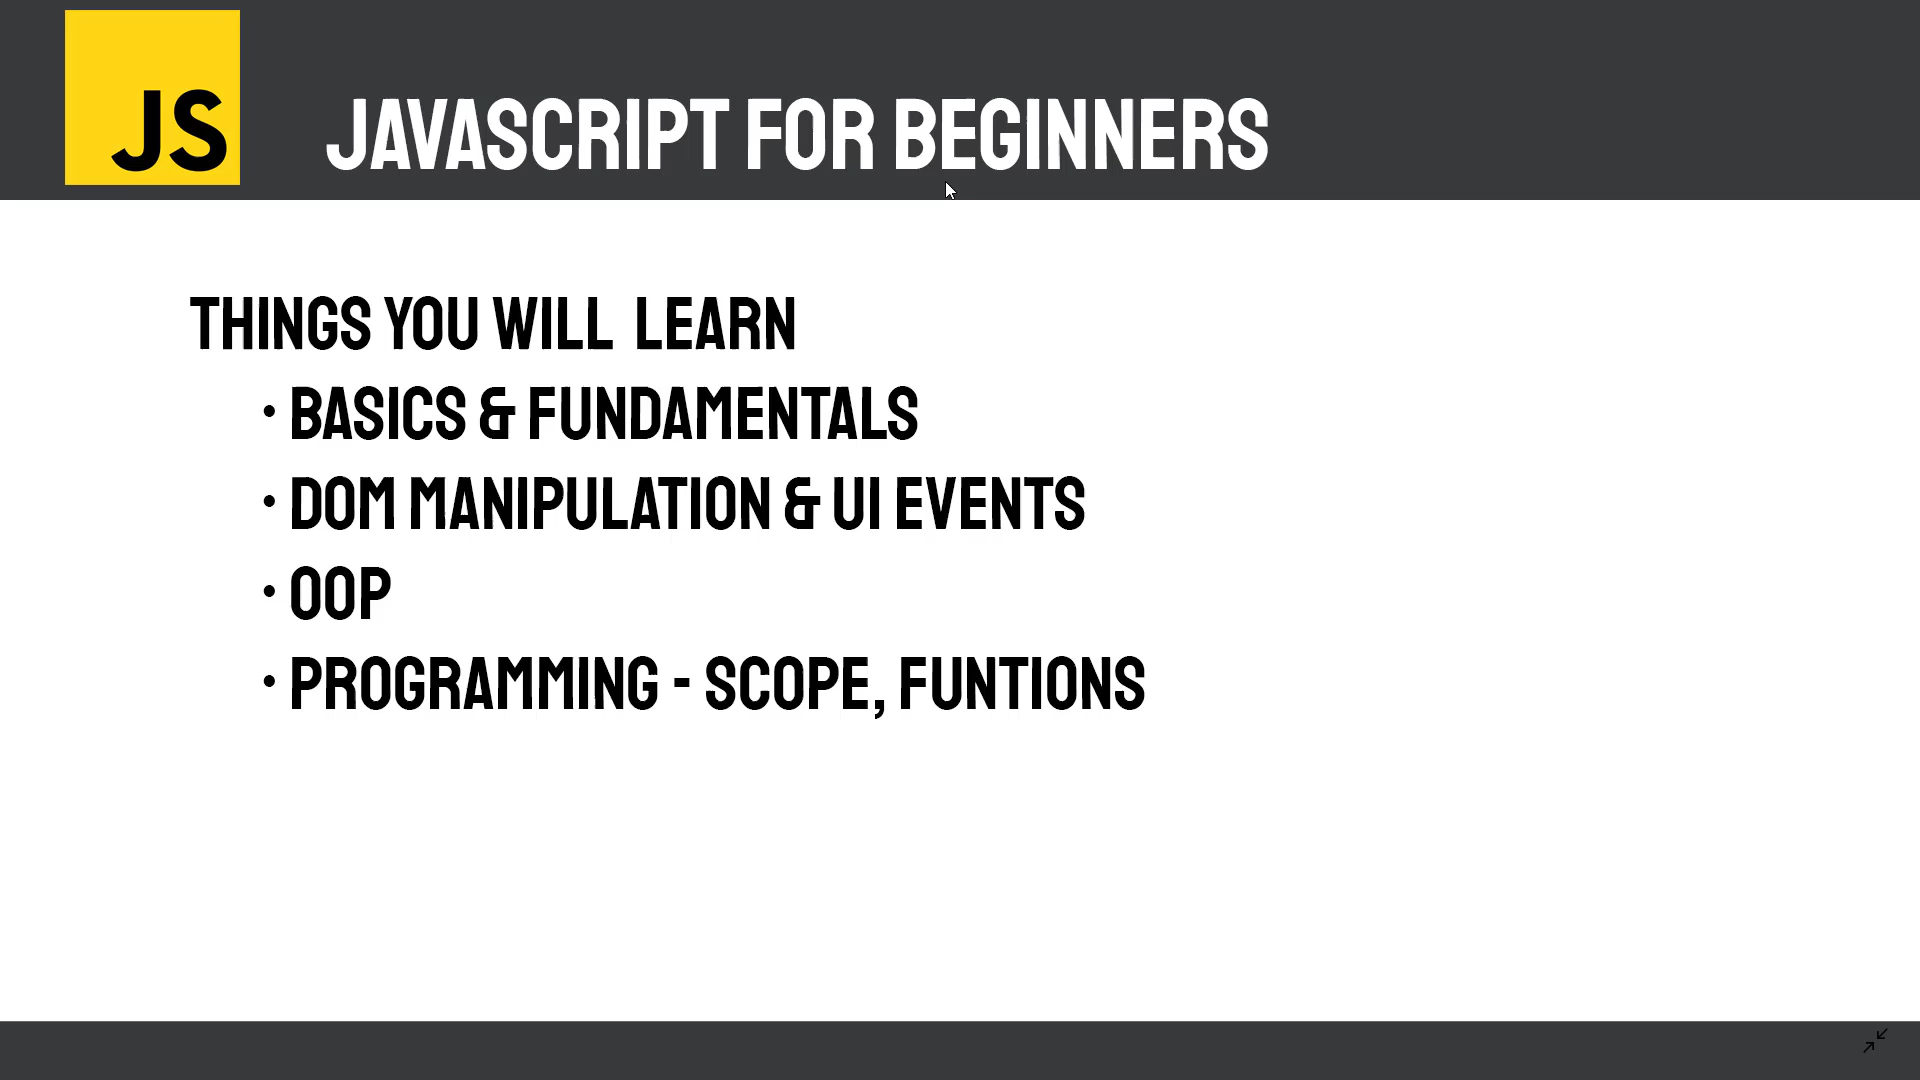 JS
JAVASCRIPT FOR BEGINNERS
THINGS YOU WILL LEARN
• BASICS & FUNDAMENTALS
• DOM MANIPULATION & UI EVENTS
• OOP
• PROGRAMMING - SCOPE, FUNTIONS